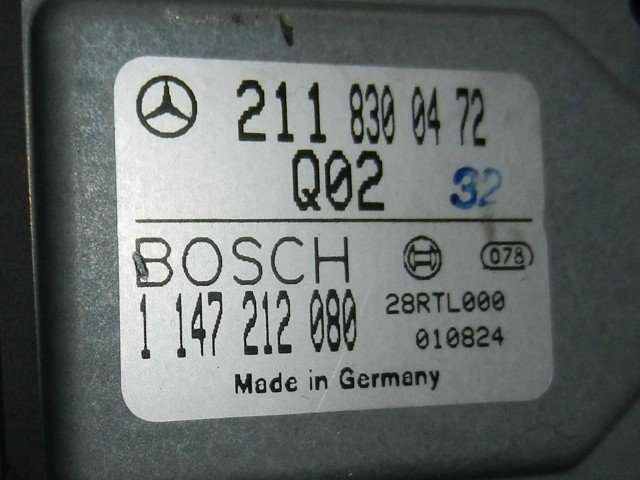 211 830 04 72
Q02 32
BOSCH 078
1 147 212 080 28RTL000
010824
Made in Germany